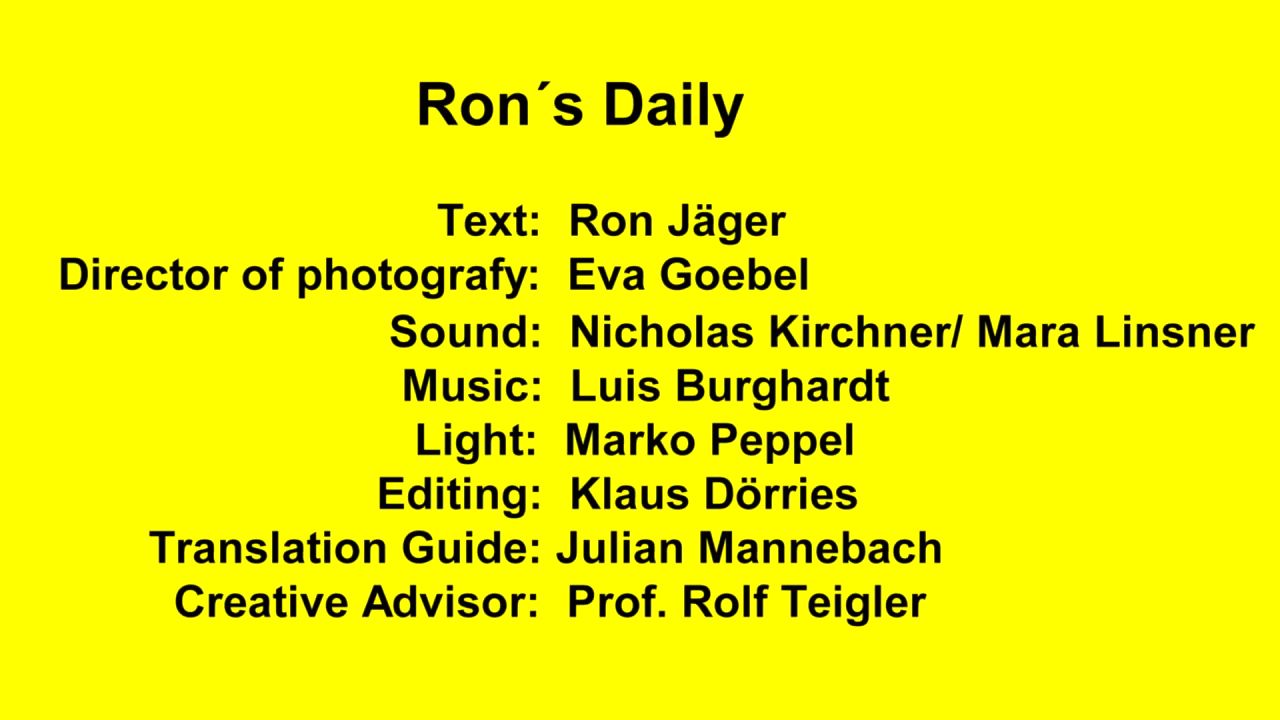 Ron´s Daily
Text: Ron Jäger
Director of photografy: Eva Goebel
Sound: Nicholas Kirchner/ Mara Linsner
Music: Luis Burghardt
Light: Marko Peppel
Editing: Klaus Dörries
Translation Guide: Julian Mannebach
Creative Advisor: Prof. Rolf Teigler